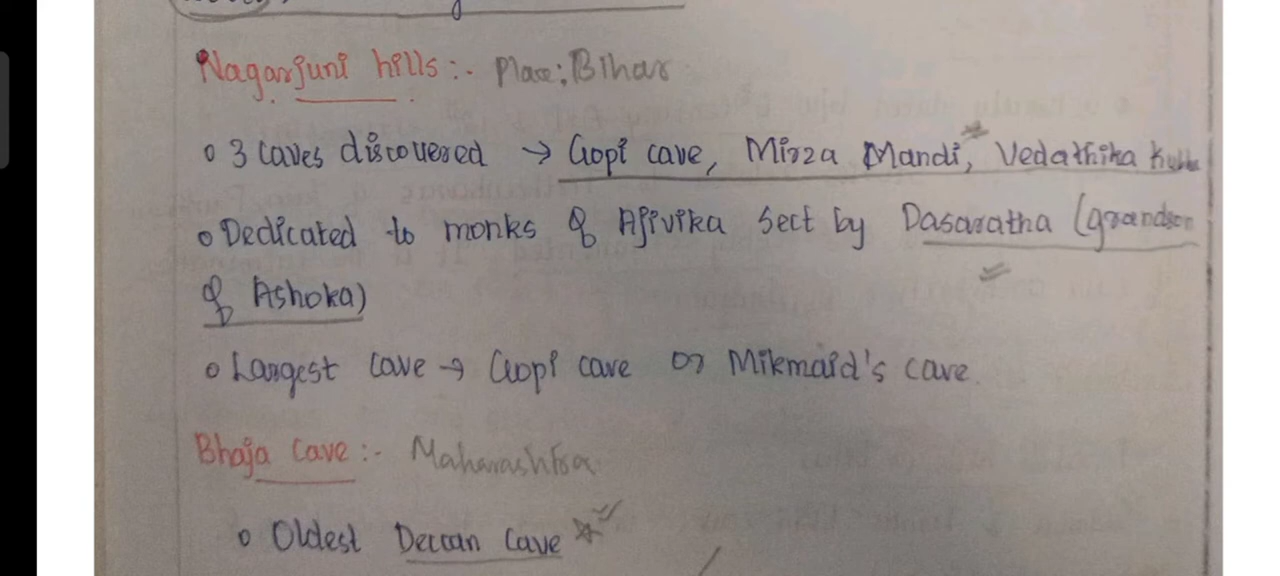 Nagarjuni hills:- Place: Bihar
3 Caves discovered → Gopi cave, Mirza Mandi, Vedathika
Dedicated to monks of Ajivika Sect by Dasaratha (grandson
of Ashoka)
Largest cave → Gopi cave or Milkmaid's cave.
Bhaja Cave:- Maharashtra
Oldest Deccan Cave